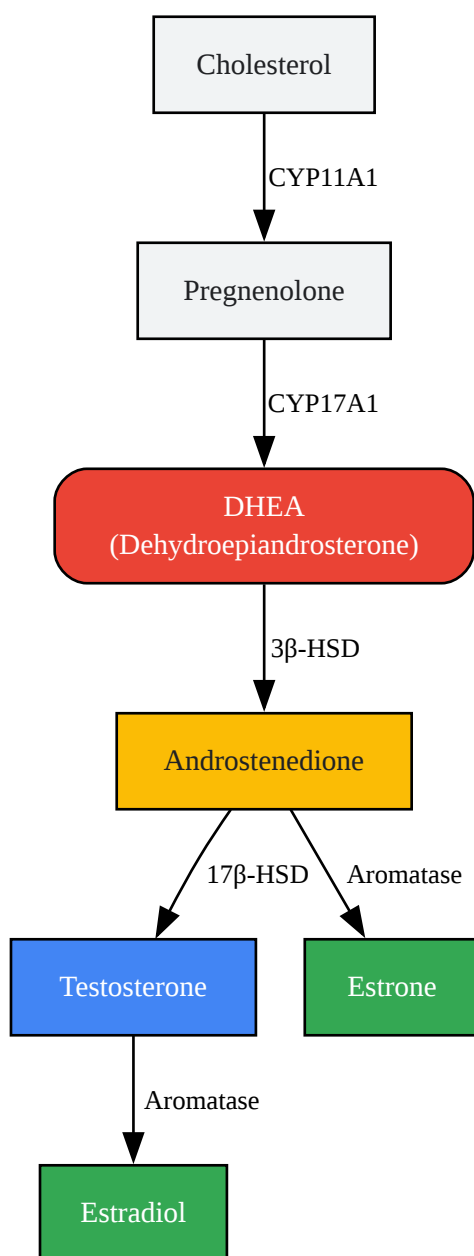 Cholesterol
CYP11A1
Pregnenolone
CYP17A1
DHEA
(Dehydroepiandrosterone)
3β-HSD
Androstenedione
17β-HSD
Aromatase
Testosterone
Estrone
Aromatase
Estradiol